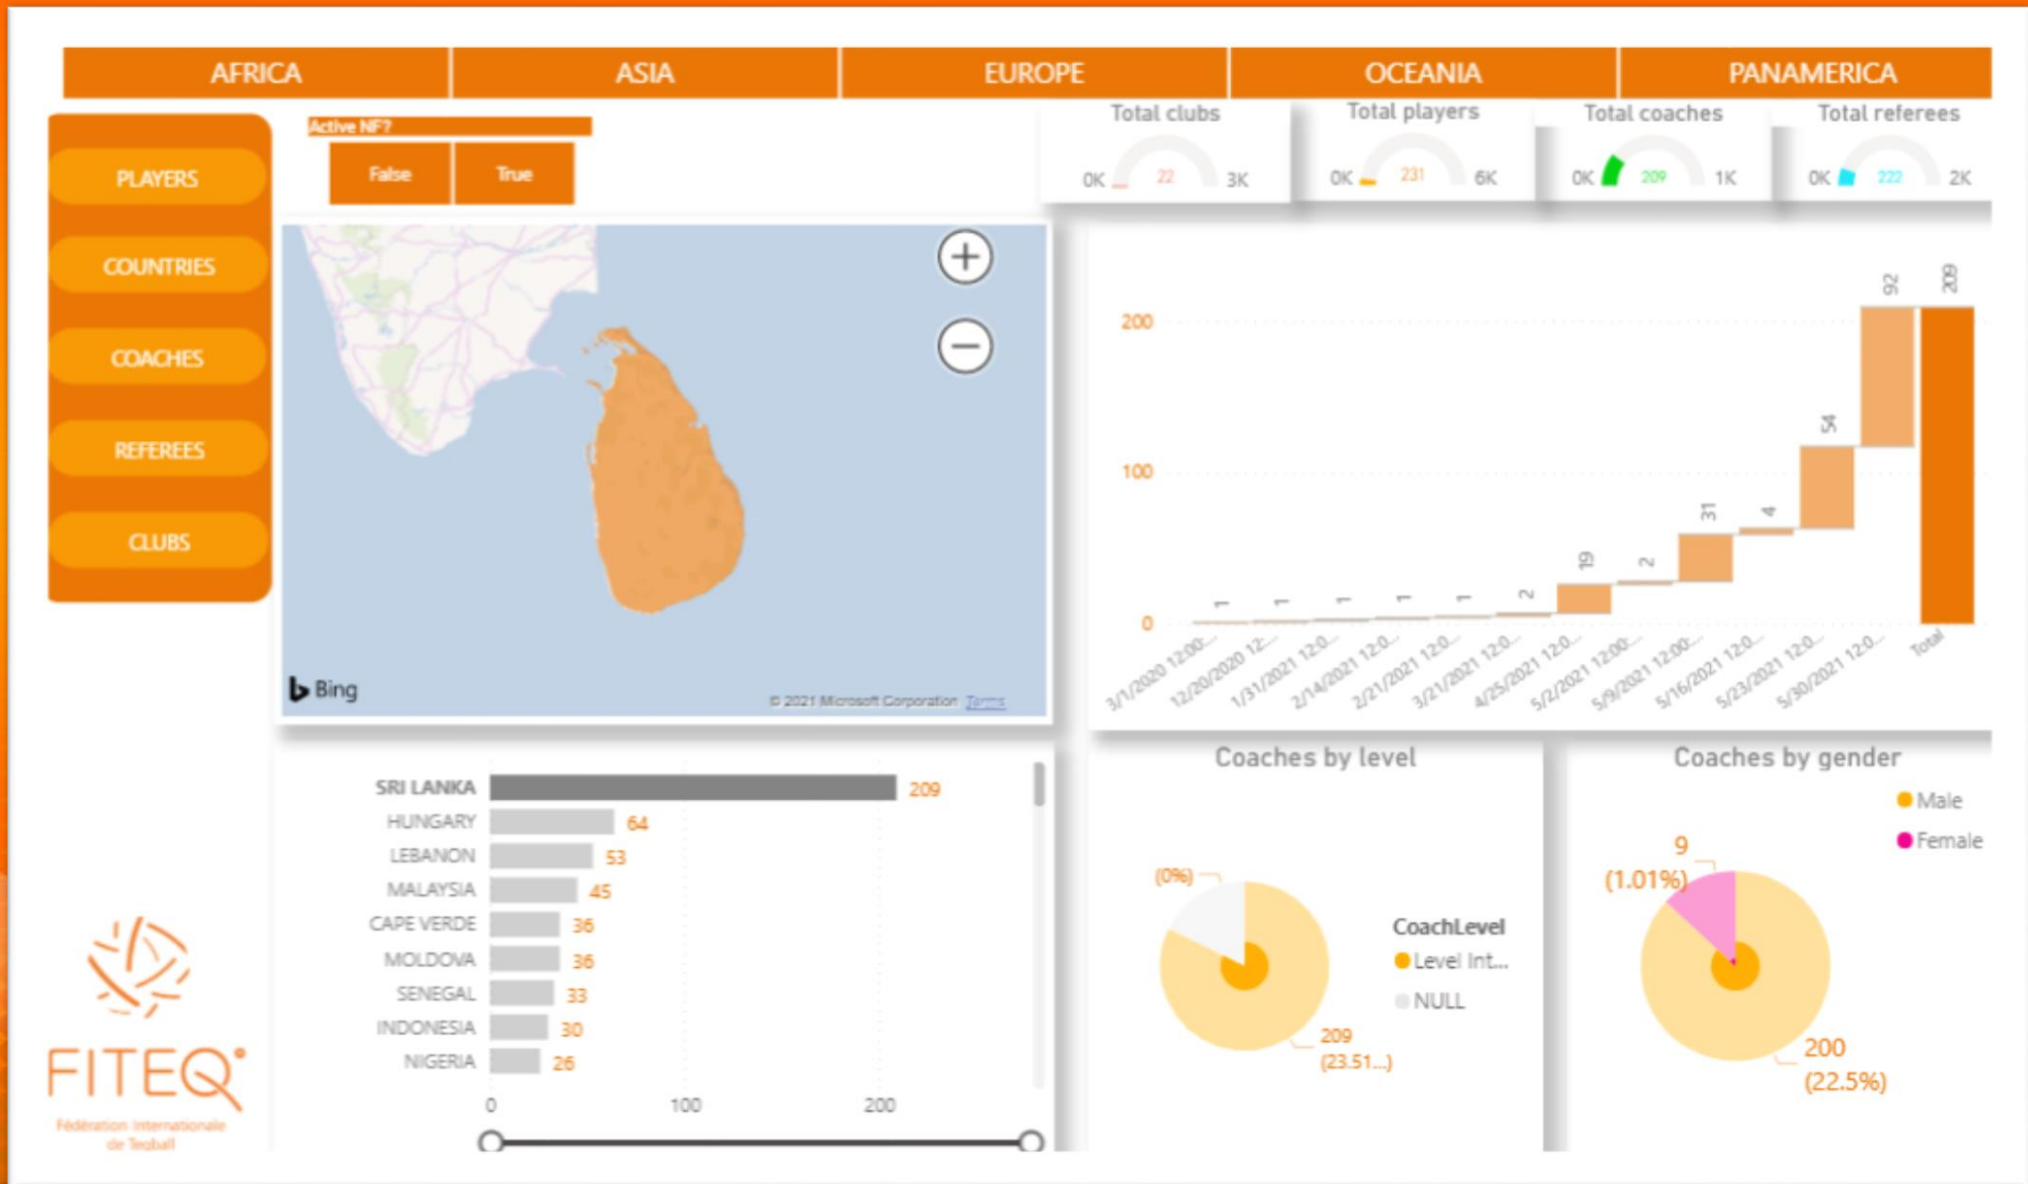 AFRICA
ASIA
EUROPE
OCEANIA
PANAMERICA
PLAYERS
COUNTRIES
COACHES
REFEREES
CLUBS
Active NF?
False
True
Total clubs
0K
22
3K
Total players
0K
231
6K
Total coaches
0K
209
1K
Total referees
0K
222
2K
Bing
© 2021 Microsoft Corporation Terms
200
100
0
1
1
1
1
1
2
19
2
31
4
54
92
209
3/1/2020 12:00:...
12/20/2020 12:...
1/31/2021 12:0...
2/14/2021 12:0...
2/21/2021 12:0...
3/21/2021 12:0...
4/25/2021 12:0...
5/2/2021 12:00:...
5/9/2021 12:00:...
5/16/2021 12:0...
5/23/2021 12:0...
5/30/2021 12:0...
Total
SRI LANKA 209
HUNGARY 64
LEBANON 53
MALAYSIA 45
CAPE VERDE 36
MOLDOVA 36
SENEGAL 33
INDONESIA 30
NIGERIA 26
0 100 200
Coaches by level
(0%)
209
(23.51...)
CoachLevel
Level Int...
NULL
Coaches by gender
Male
Female
9
(1.01%)
200
(22.5%)
FITEQ
Fédération Internationale
de Teqball